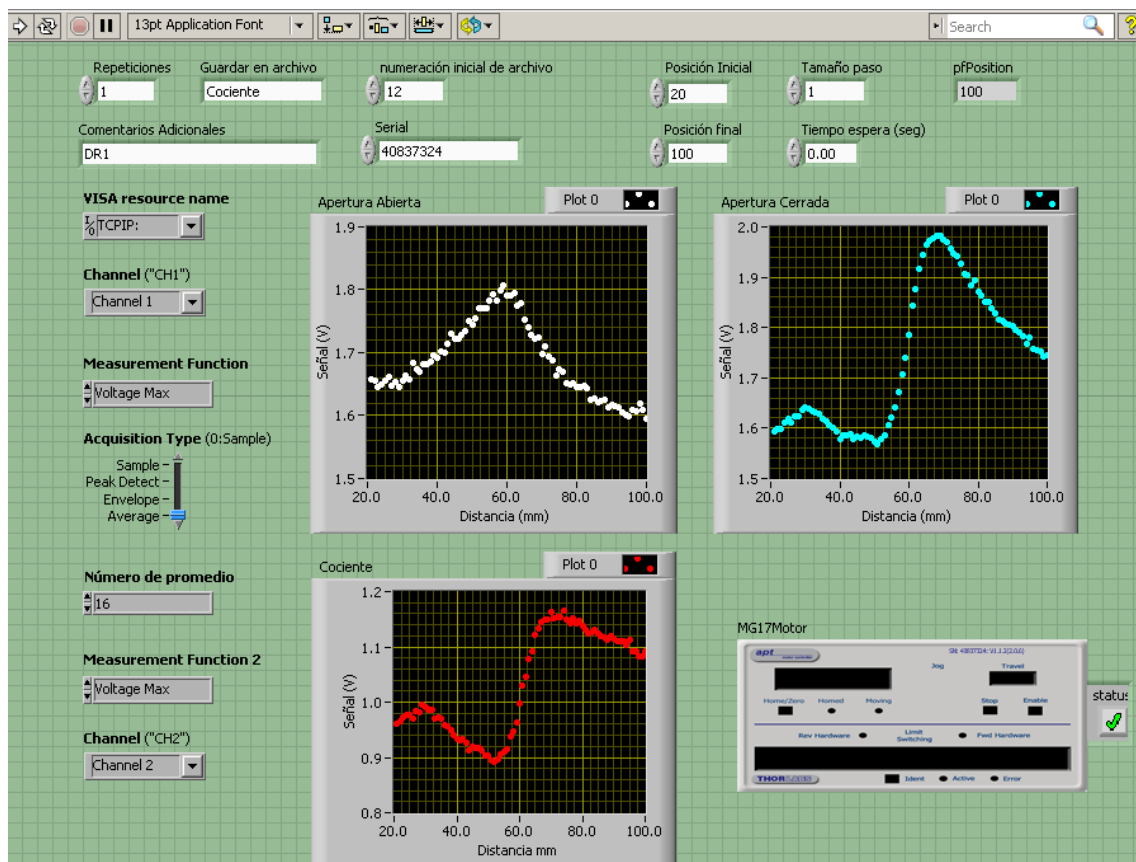 13pt Application Font
Search
Repeticiones
1
Guardar en archivo
Cociente
numeración inicial de archivo
12
Posición Inicial
20
Tamaño paso
1
pfPosition
100
Comentarios Adicionales
DR1
Serial
40837324
Posición final
100
Tiempo espera (seg)
0.00
VISA resource name
TCPIP:
Channel ("CH1")
Channel 1
Measurement Function
Voltage Max
Acquisition Type (0:Sample)
Sample
Peak Detect
Envelope
Average
Número de promedio
16
Measurement Function 2
Voltage Max
Channel ("CH2")
Channel 2
Apertura Abierta
Plot 0
Señal (V)
1.9
1.8
1.7
1.6
1.5
20.0 40.0 60.0 80.0 100.0
Distancia (mm)
Apertura Cerrada
Plot 0
Señal (V)
2.0
1.9
1.8
1.7
1.6
1.5
20.0 40.0 60.0 80.0 100.0
Distancia (mm)
Cociente
Plot 0
Señal (V)
1.2
1.1
1.0
0.9
0.8
20.0 40.0 60.0 80.0 100.0
Distancia mm
MG17Motor
apt
Jog
Travel
Home/Zero Homed Moving
Stop Enable
Rev Hardware
Limit
Switching
Fwd Hardware
THORLABS
Ident Active Error
status